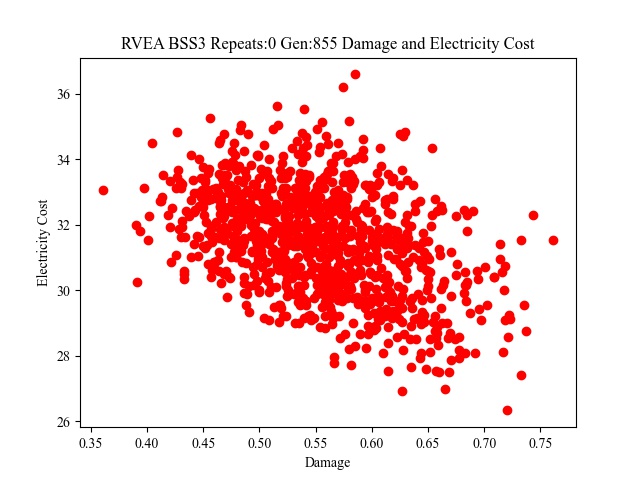 RVEA BSS3 Repeats:0 Gen:855 Damage and Electricity Cost
36
34
32
30
28
26
Electricity Cost
0.35 0.40 0.45 0.50 0.55 0.60 0.65 0.70 0.75
Damage